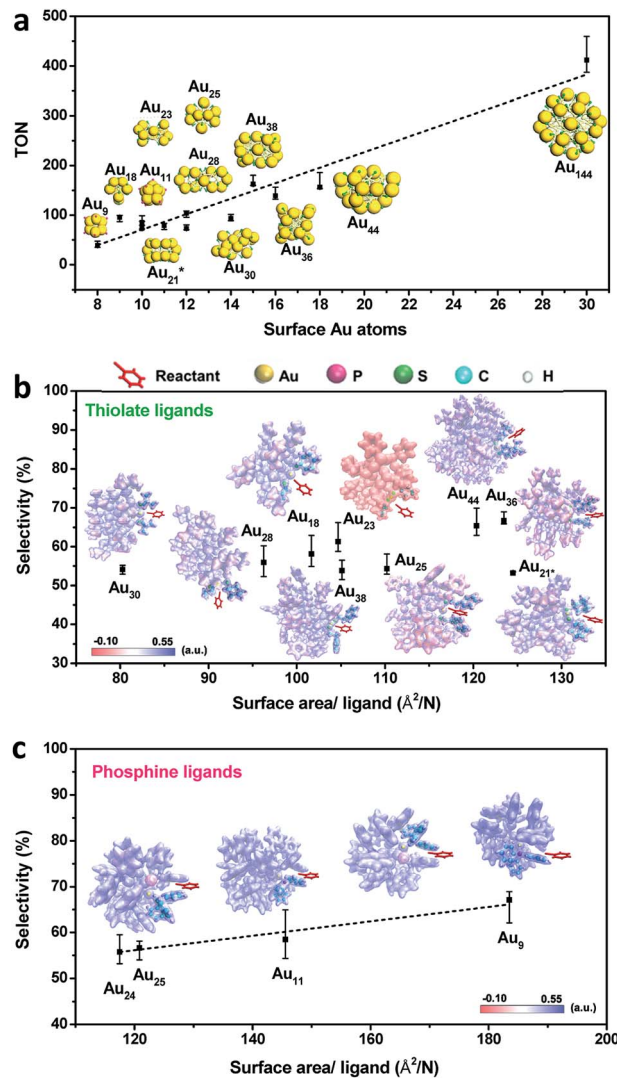 a
500
400
300
200
100
0
TON
Au25
Au23
Au38
Au18
Au11
Au28
Au9
Au144
Au44
Au21*
Au30
Au36
8 10 12 14 16 18 20 22 24 26 28 30
Surface Au atoms
Reactant Au P S C H
b
100
90
80
70
60
50
40
30
Selectivity (%)
Thiolate ligands
Au44 Au36
Au28 Au18 Au23
Au25 Au21*
Au30
Au38
-0.10 0.55
(a.u.)
80 90 100 110 120 130
Surface area/ ligand (Å²/N)
c
100
90
80
70
60
50
40
Selectivity (%)
Phosphine ligands
Au9
Au24 Au25
Au11
-0.10 0.55
(a.u.)
120 140 160 180 200
Surface area/ ligand (Å²/N)